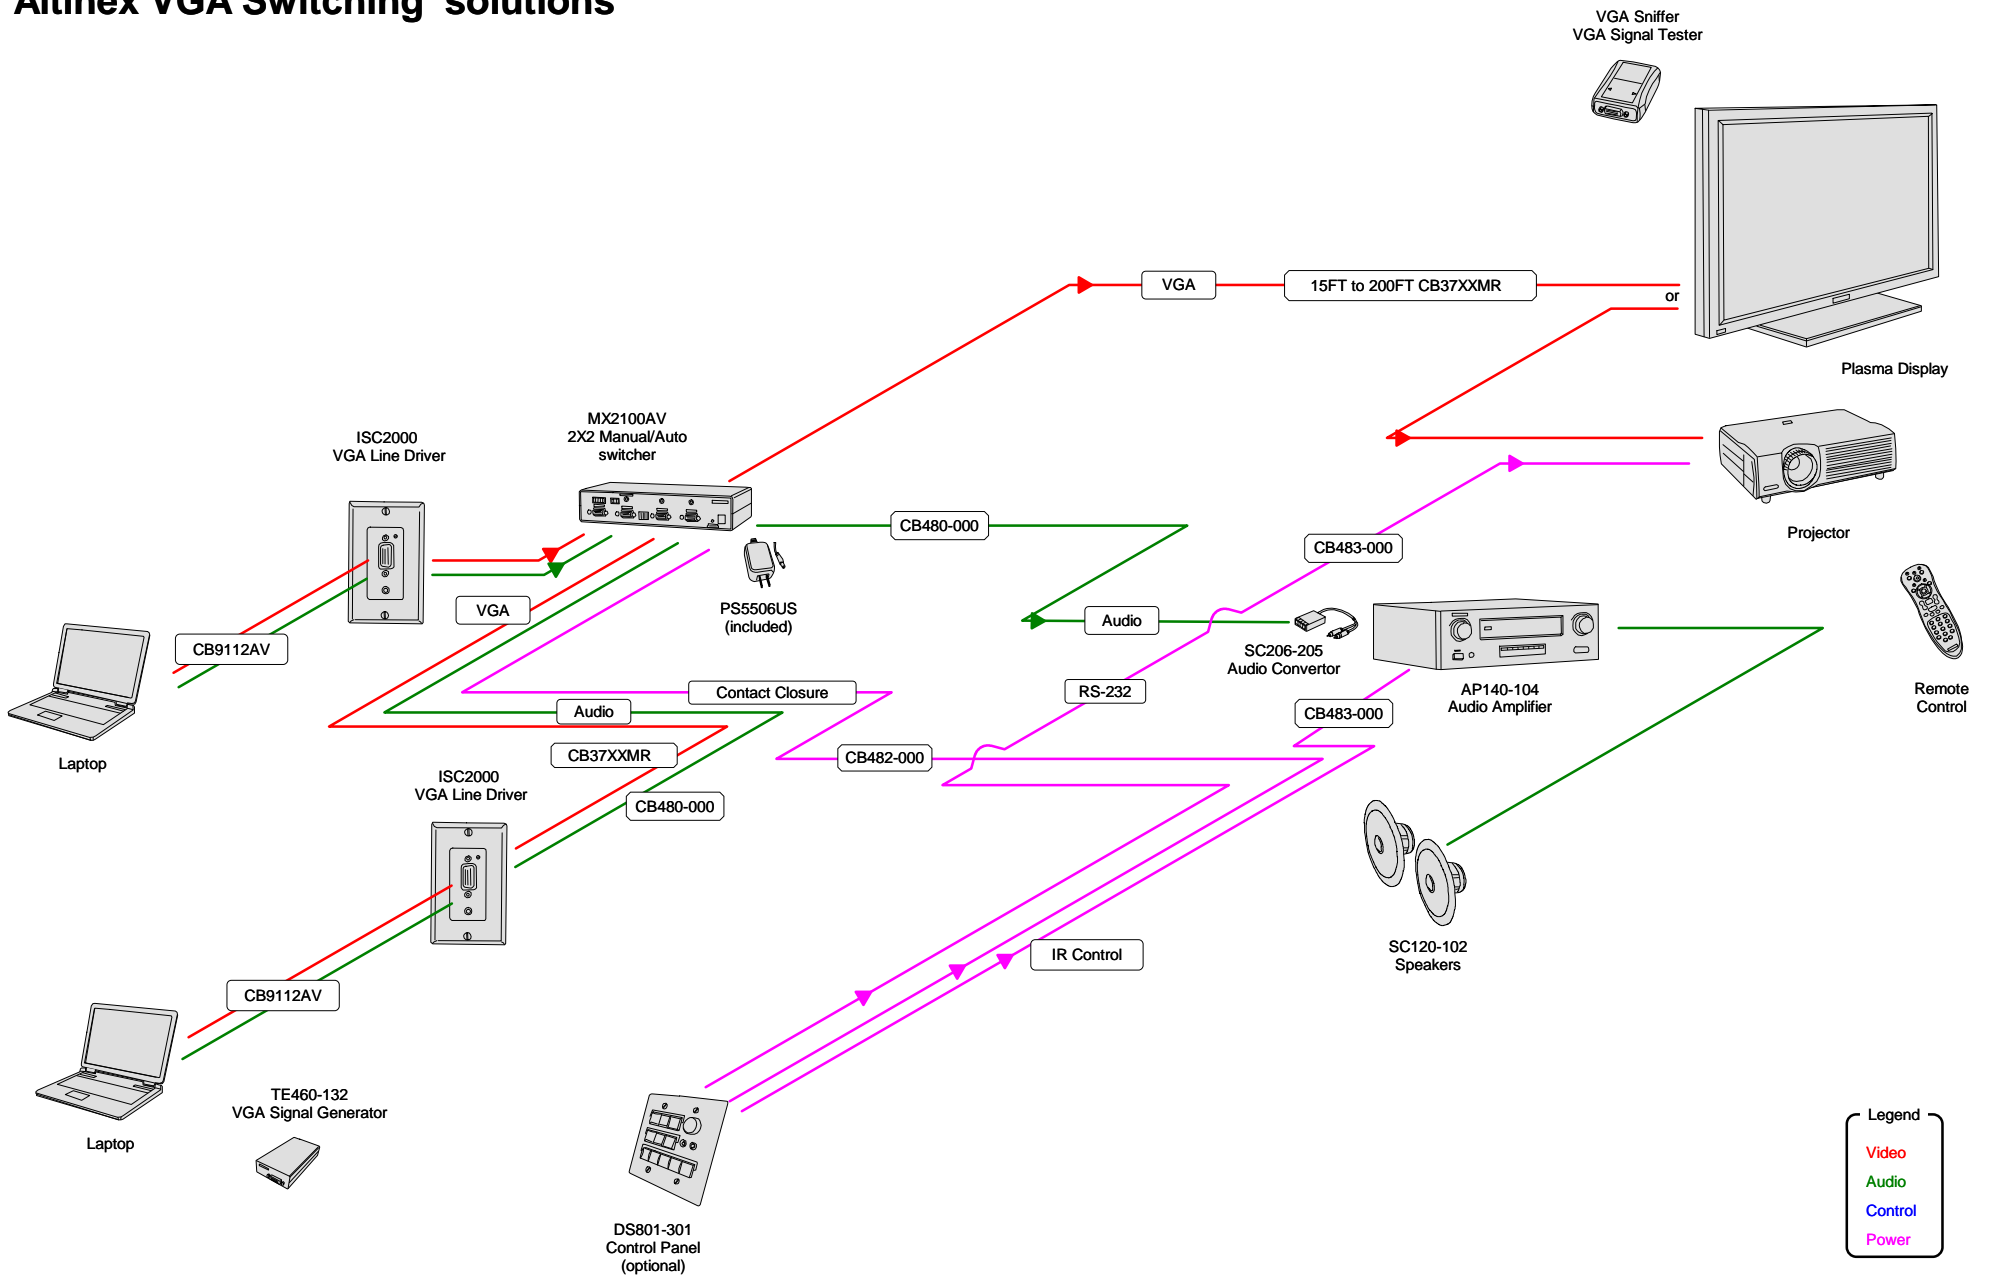 Altinex VGA Switching solutions
VGA Sniffer
VGA Signal Tester
VGA
15FT to 200FT CB37XXMR
or
Plasma Display
MX2100AV
2X2 Manual/Auto
switcher
ISC2000
VGA Line Driver
CB480-000
CB483-000
Projector
PS5506US
(included)
VGA
Audio
CB9112AV
SC206-205
Audio Convertor
AP140-104
Audio Amplifier
Remote
Control
Contact Closure
RS-232
Audio
CB483-000
CB37XXMR
CB482-000
Laptop
ISC2000
VGA Line Driver
CB480-000
SC120-102
Speakers
IR Control
CB9112AV
TE460-132
VGA Signal Generator
Laptop
DS801-301
Control Panel
(optional)
Legend
Video
Audio
Control
Power